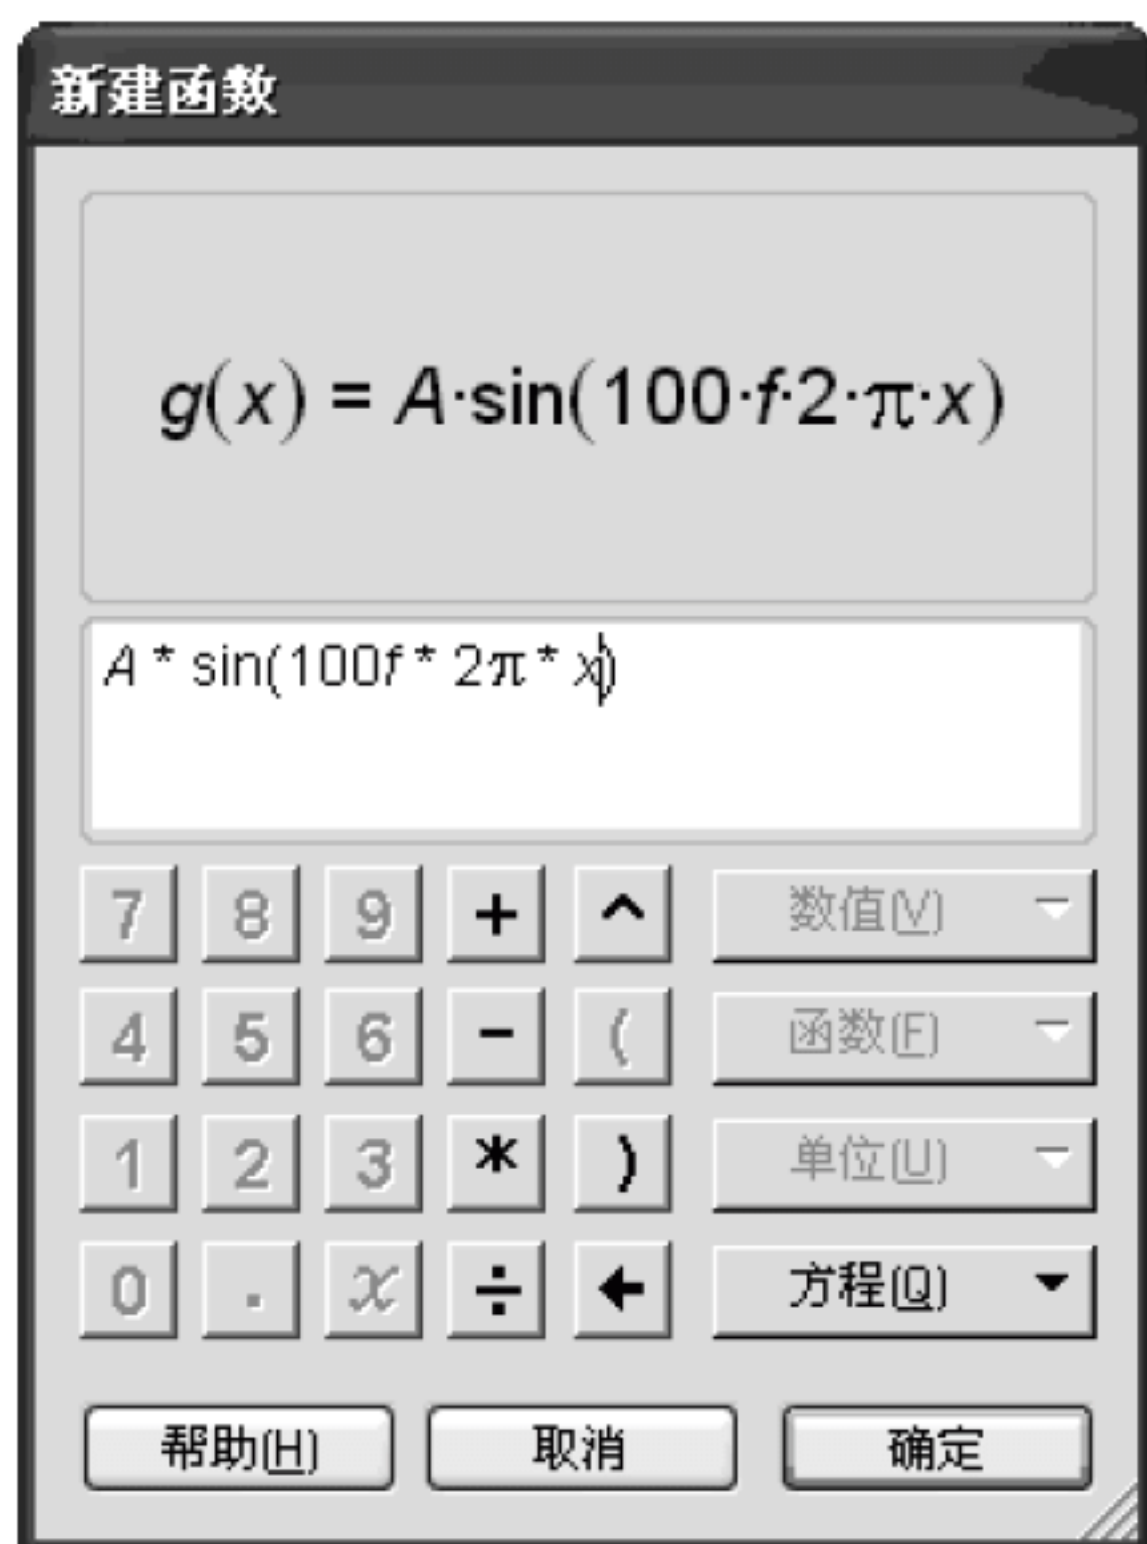 新建函数
g(x) = A·sin(100·f·2·π·x)
A * sin(100f * 2π * x)
7 8 9 + ^ 数值(V)
4 5 6 - ( 函数(F)
1 2 3 * ) 单位(U)
0 . x ÷ ← 方程(Q)
帮助(H) 取消 确定